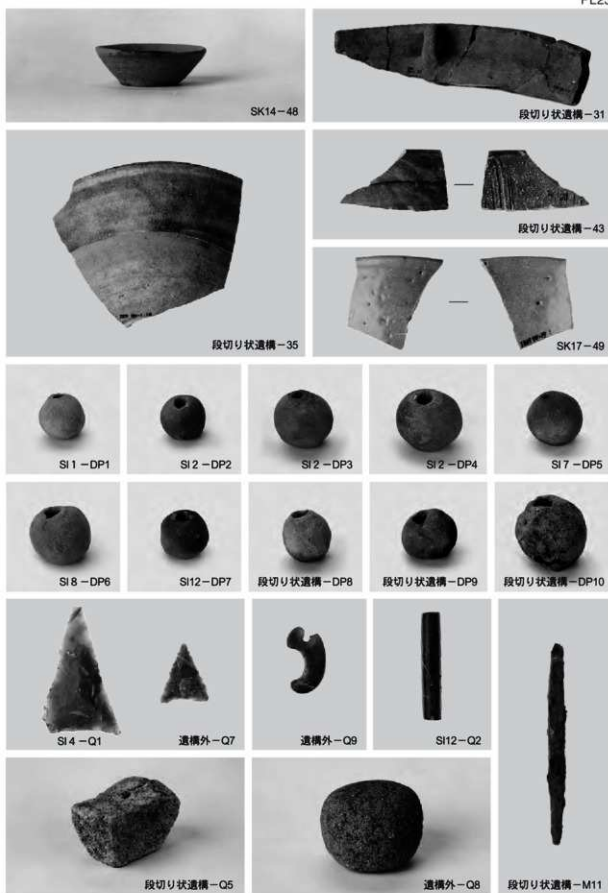 PL23
SK14-48
段切り状遺構-31
段切り状遺構-43
段切り状遺構-35
SK17-49
SI 1 -DP1
SI 2 -DP2
SI 2 -DP3
SI 2 -DP4
SI 7 -DP5
SI 8 -DP6
SI12-DP7
段切り状遺構-DP8
段切り状遺構-DP9
段切り状遺構-DP10
SI 4 -Q1
遺構外-Q7
遺構外-Q9
SI12-Q2
段切り状遺構-Q5
遺構外-Q8
段切り状遺構-M11